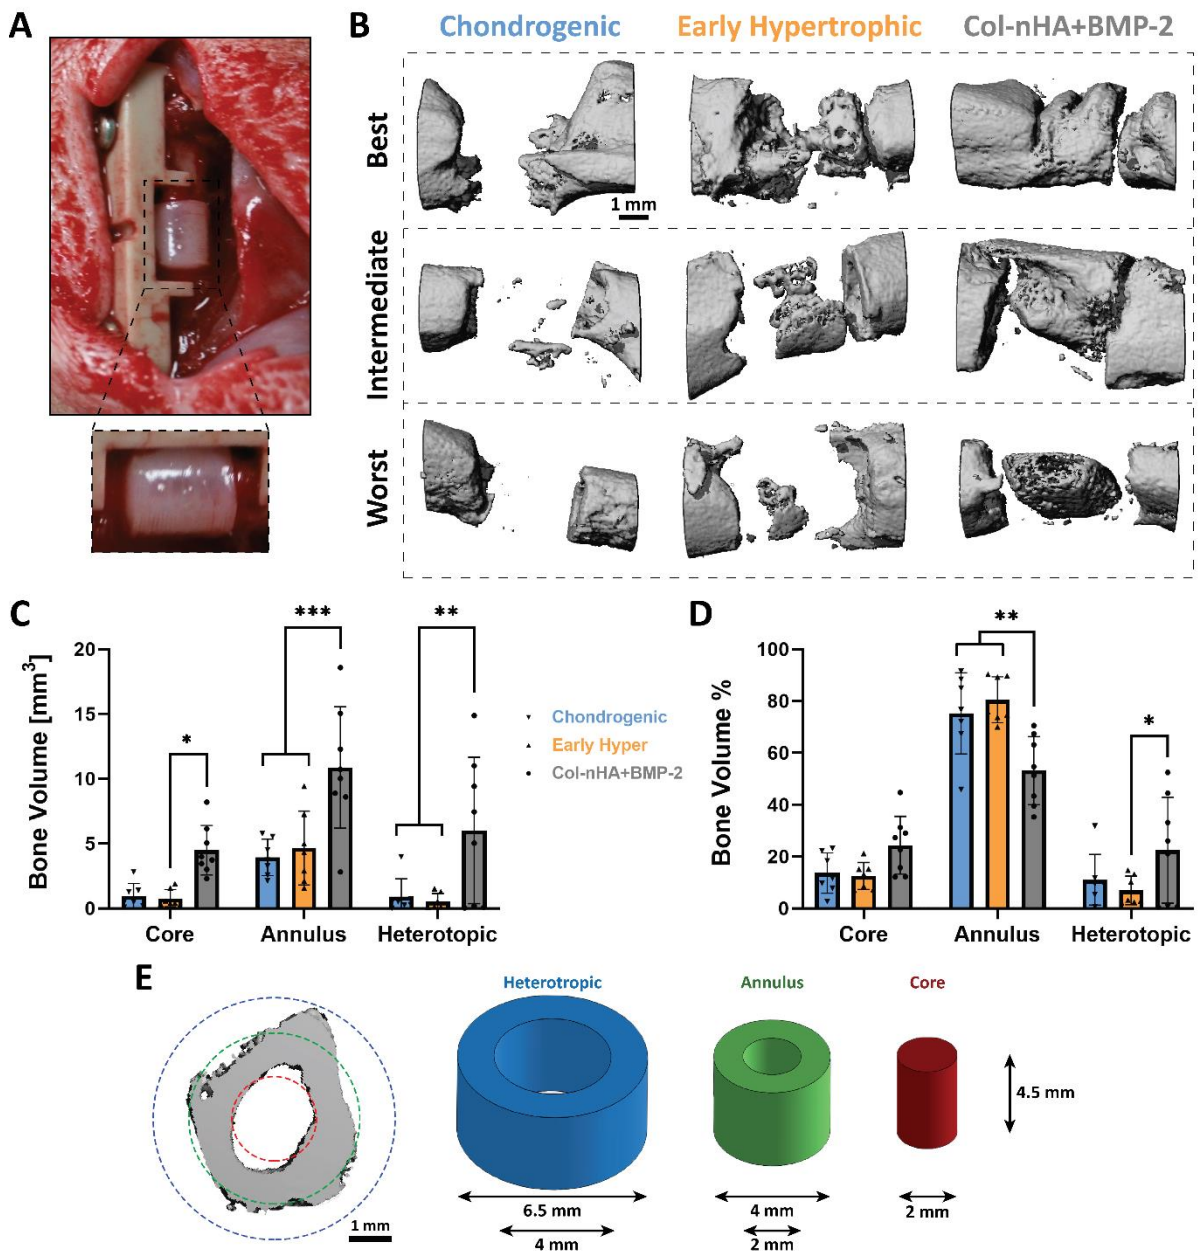 A
B
Chondrogenic Early Hypertrophic Col-nHA+BMP-2
Best
1 mm
Intermediate
Worst
C
Bone Volume [mm³]
20
15
10
5
0
*
***
**
Core Annulus Heterotopic
Chondrogenic
Early Hyper
Col-nHA+BMP-2
D
Bone Volume %
100
80
60
40
20
0
**
*
Core Annulus Heterotopic
E
1 mm
Heterotropic Annulus Core
4.5 mm
6.5 mm 4 mm 2 mm
4 mm 2 mm